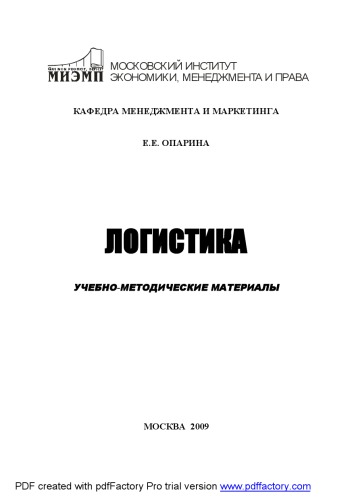 МИЭМП
МОСКОВСКИЙ ИНСТИТУТ
ЭКОНОМИКИ, МЕНЕДЖМЕНТА И ПРАВА
КАФЕДРА МЕНЕДЖМЕНТА И МАРКЕТИНГА
Е.Е. ОПАРИНА
ЛОГИСТИКА
УЧЕБНО-МЕТОДИЧЕСКИЕ МАТЕРИАЛЫ
МОСКВА 2009
PDF created with pdfFactory Pro trial version www.pdffactory.com